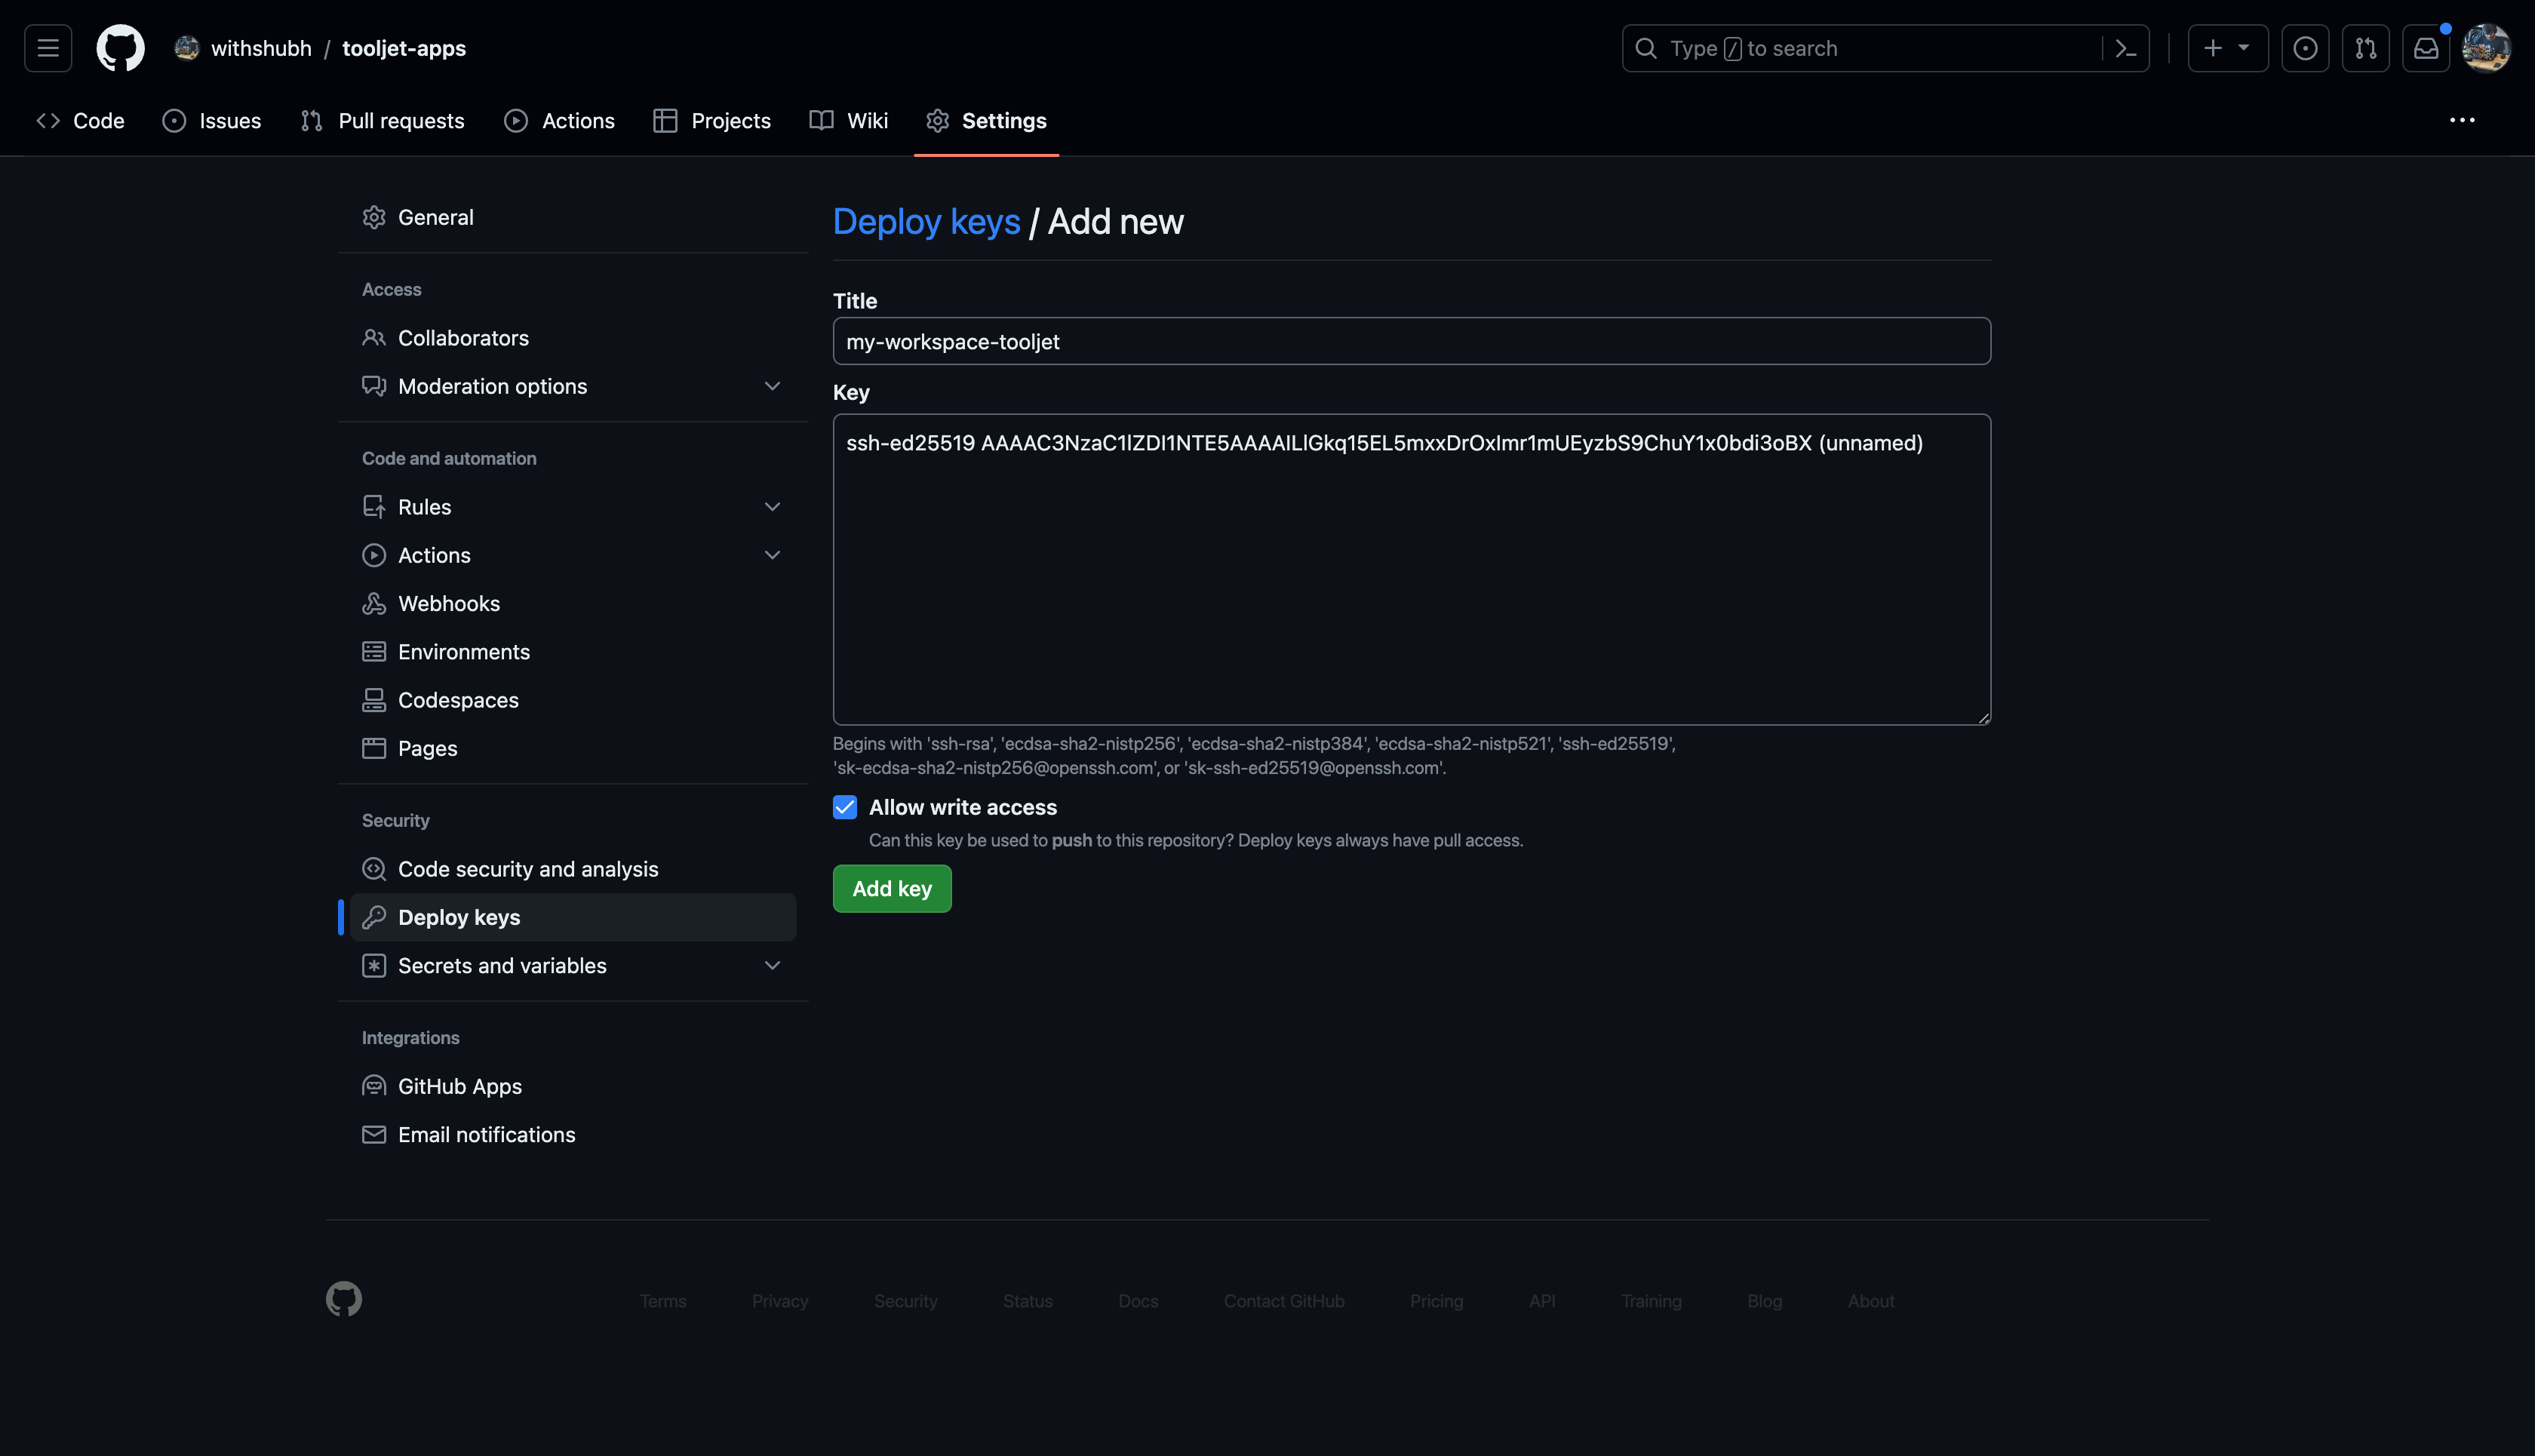 withshubh / tooljet-apps
Type / to search
Code
Issues
Pull requests
Actions
Projects
Wiki
Settings
General
Access
Collaborators
Moderation options
Code and automation
Rules
Actions
Webhooks
Environments
Codespaces
Pages
Security
Code security and analysis
Deploy keys
Secrets and variables
Integrations
GitHub Apps
Email notifications
Deploy keys / Add new
Title
my-workspace-tooljet
Key
ssh-ed25519 AAAAC3NzaC1lZDI1NTE5AAAAILlGkq15EL5mxxDrOxImr1mUEyzbS9ChuY1x0bdi3oBX (unnamed)
Begins with 'ssh-rsa', 'ecdsa-sha2-nistp256', 'ecdsa-sha2-nistp384', 'ecdsa-sha2-nistp521', 'ssh-ed25519',
'sk-ecdsa-sha2-nistp256@openssh.com', or 'sk-ssh-ed25519@openssh.com'.
Allow write access
Can this key be used to push to this repository? Deploy keys always have pull access.
Add key
Terms
Privacy
Security
Status
Docs
Contact GitHub
Pricing
API
Training
Blog
About